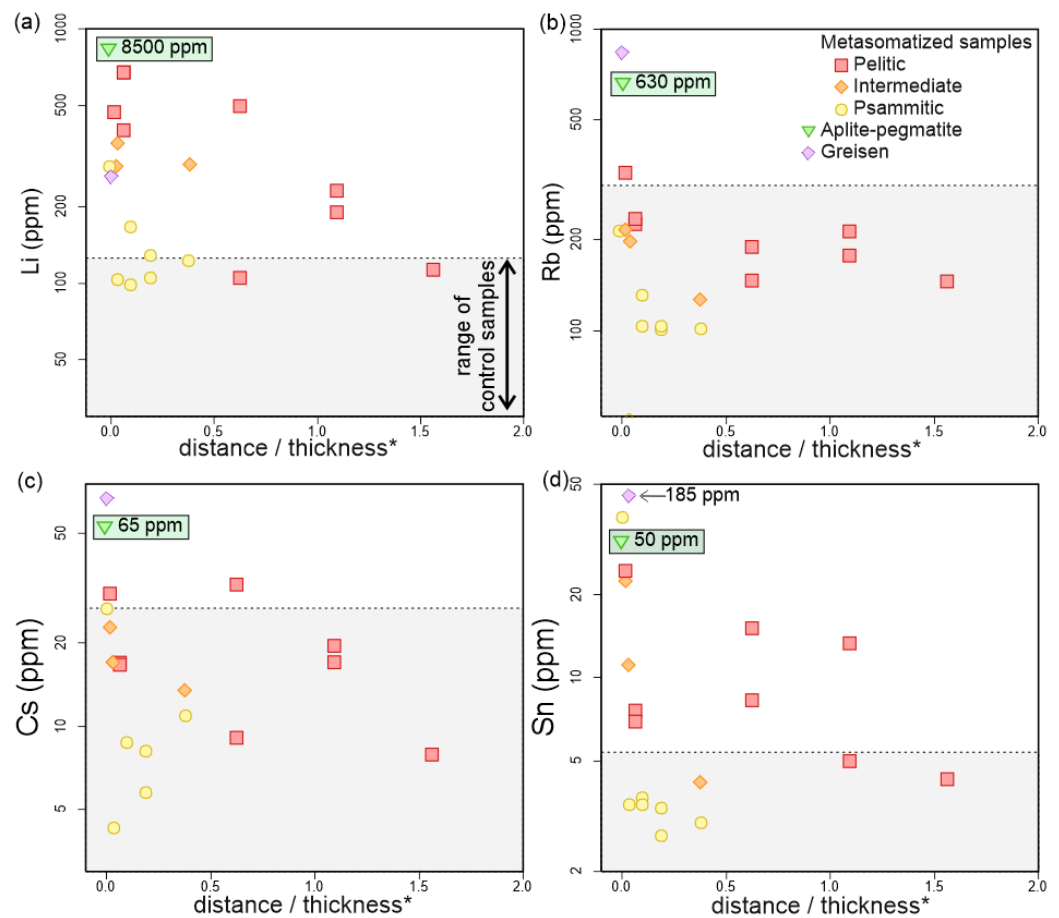 (a)
1000
500
200
100
50
Li (ppm)
8500 ppm
range of
control samples
0.0
0.5
1.0
1.5
2.0
distance / thickness*
(b)
1000
500
200
100
Rb (ppm)
630 ppm
Metasomatized samples
Pelitic
Intermediate
Psammitic
Aplite-pegmatite
Greisen
0.0
0.5
1.0
1.5
2.0
distance / thickness*
(c)
50
20
10
5
Cs (ppm)
65 ppm
0.0
0.5
1.0
1.5
2.0
distance / thickness*
(d)
50
20
10
5
2
Sn (ppm)
185 ppm
50 ppm
0.0
0.5
1.0
1.5
2.0
distance / thickness*